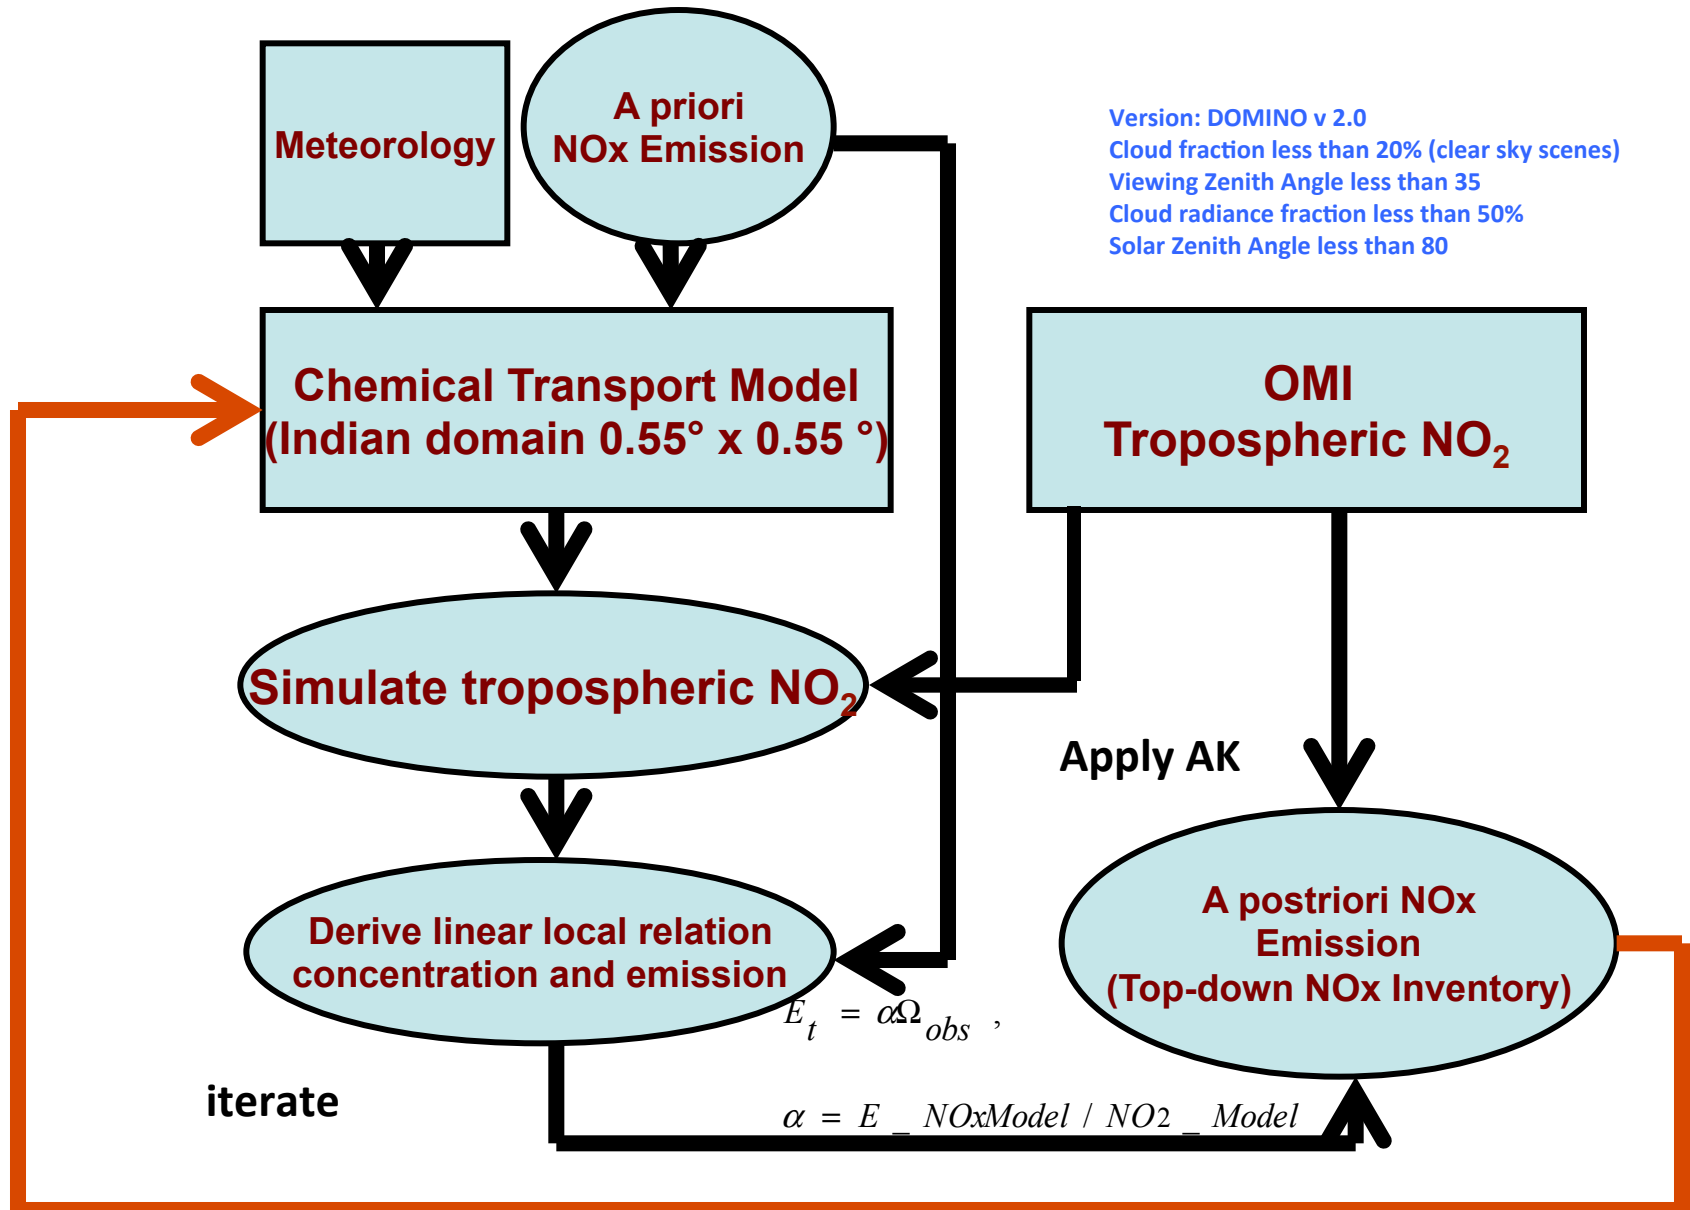 Meteorology
A priori
NOx Emission
Version: DOMINO v 2.0
Cloud fraction less than 20% (clear sky scenes)
Viewing Zenith Angle less than 35
Cloud radiance fraction less than 50%
Solar Zenith Angle less than 80
Chemical Transport Model
(Indian domain 0.55° x 0.55 °)
OMI
Tropospheric NO₂
Simulate tropospheric NO₂
Apply AK
Derive linear local relation
concentration and emission
A postriori NOx
Emission
(Top-down NOx Inventory)
E_t = αΩ_obs ,
iterate
α = E _ NOxModel / NO2 _ Model